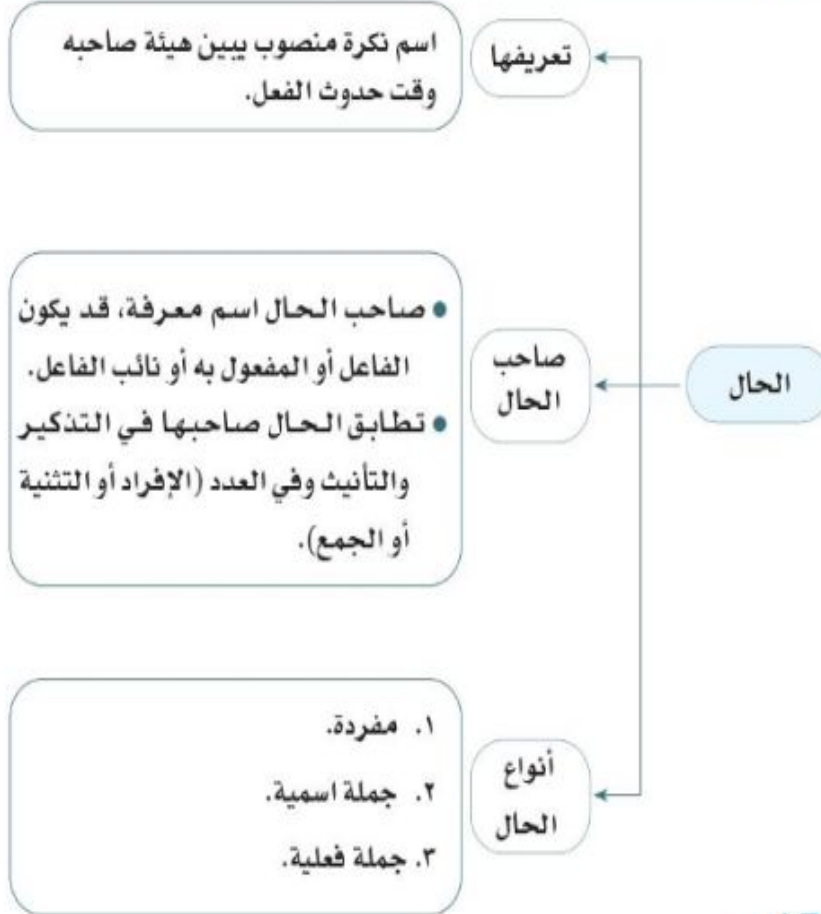 الحال
تعريفها
اسم نكرة منصوب يبين هيئة صاحبه
وقت حدوث الفعل.
صاحب
الحال
• صاحب الحال اسم معرفة، قد يكون
الفاعل أو المفعول به أو نائب الفاعل.
• تطابق الحال صاحبها في التذكير
والتأنيث وفي العدد (الإفراد أو التثنية
أو الجمع).
أنواع
الحال
١. مفردة.
٢. جملة اسمية.
٣. جملة فعلية.